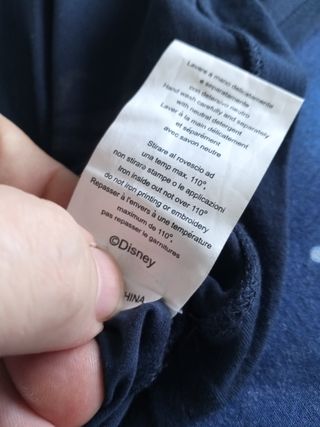 Lavare a mano delicatamente
e separatamente
con detersivo neutro
Hand wash carefully and separately
with neutral detergent
Laver à la main délicatement
et séparément
avec savon neutre
Stirare al rovescio ad
una temp max. 110°.
non stirare stampe o le applicazioni
Iron inside out not over 110°
do not iron printing or embroidery
Repasser à l'envers à une température
maximum de 110°.
pas repasser le garnitures
©Disney
CHINA